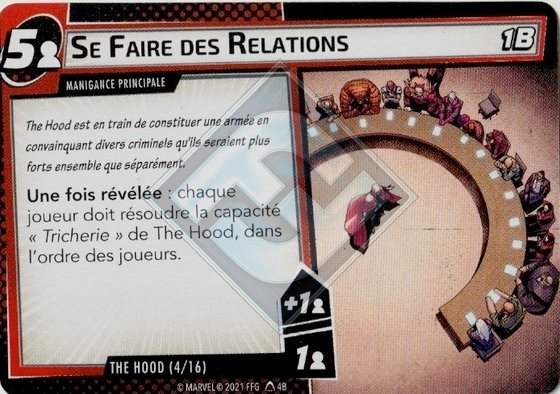 5 SE FAIRE DES RELATIONS 1B
MANIGANCE PRINCIPALE
The Hood est en train de constituer une armée en
convainquant divers criminels qu'ils seraient plus
forts ensemble que séparément.
Une fois révélée : chaque
joueur doit résoudre la capacité
« Tricherie » de The Hood, dans
l'ordre des joueurs.
+1
1
THE HOOD (4/16)
© MARVEL © 2021 FFG 4B